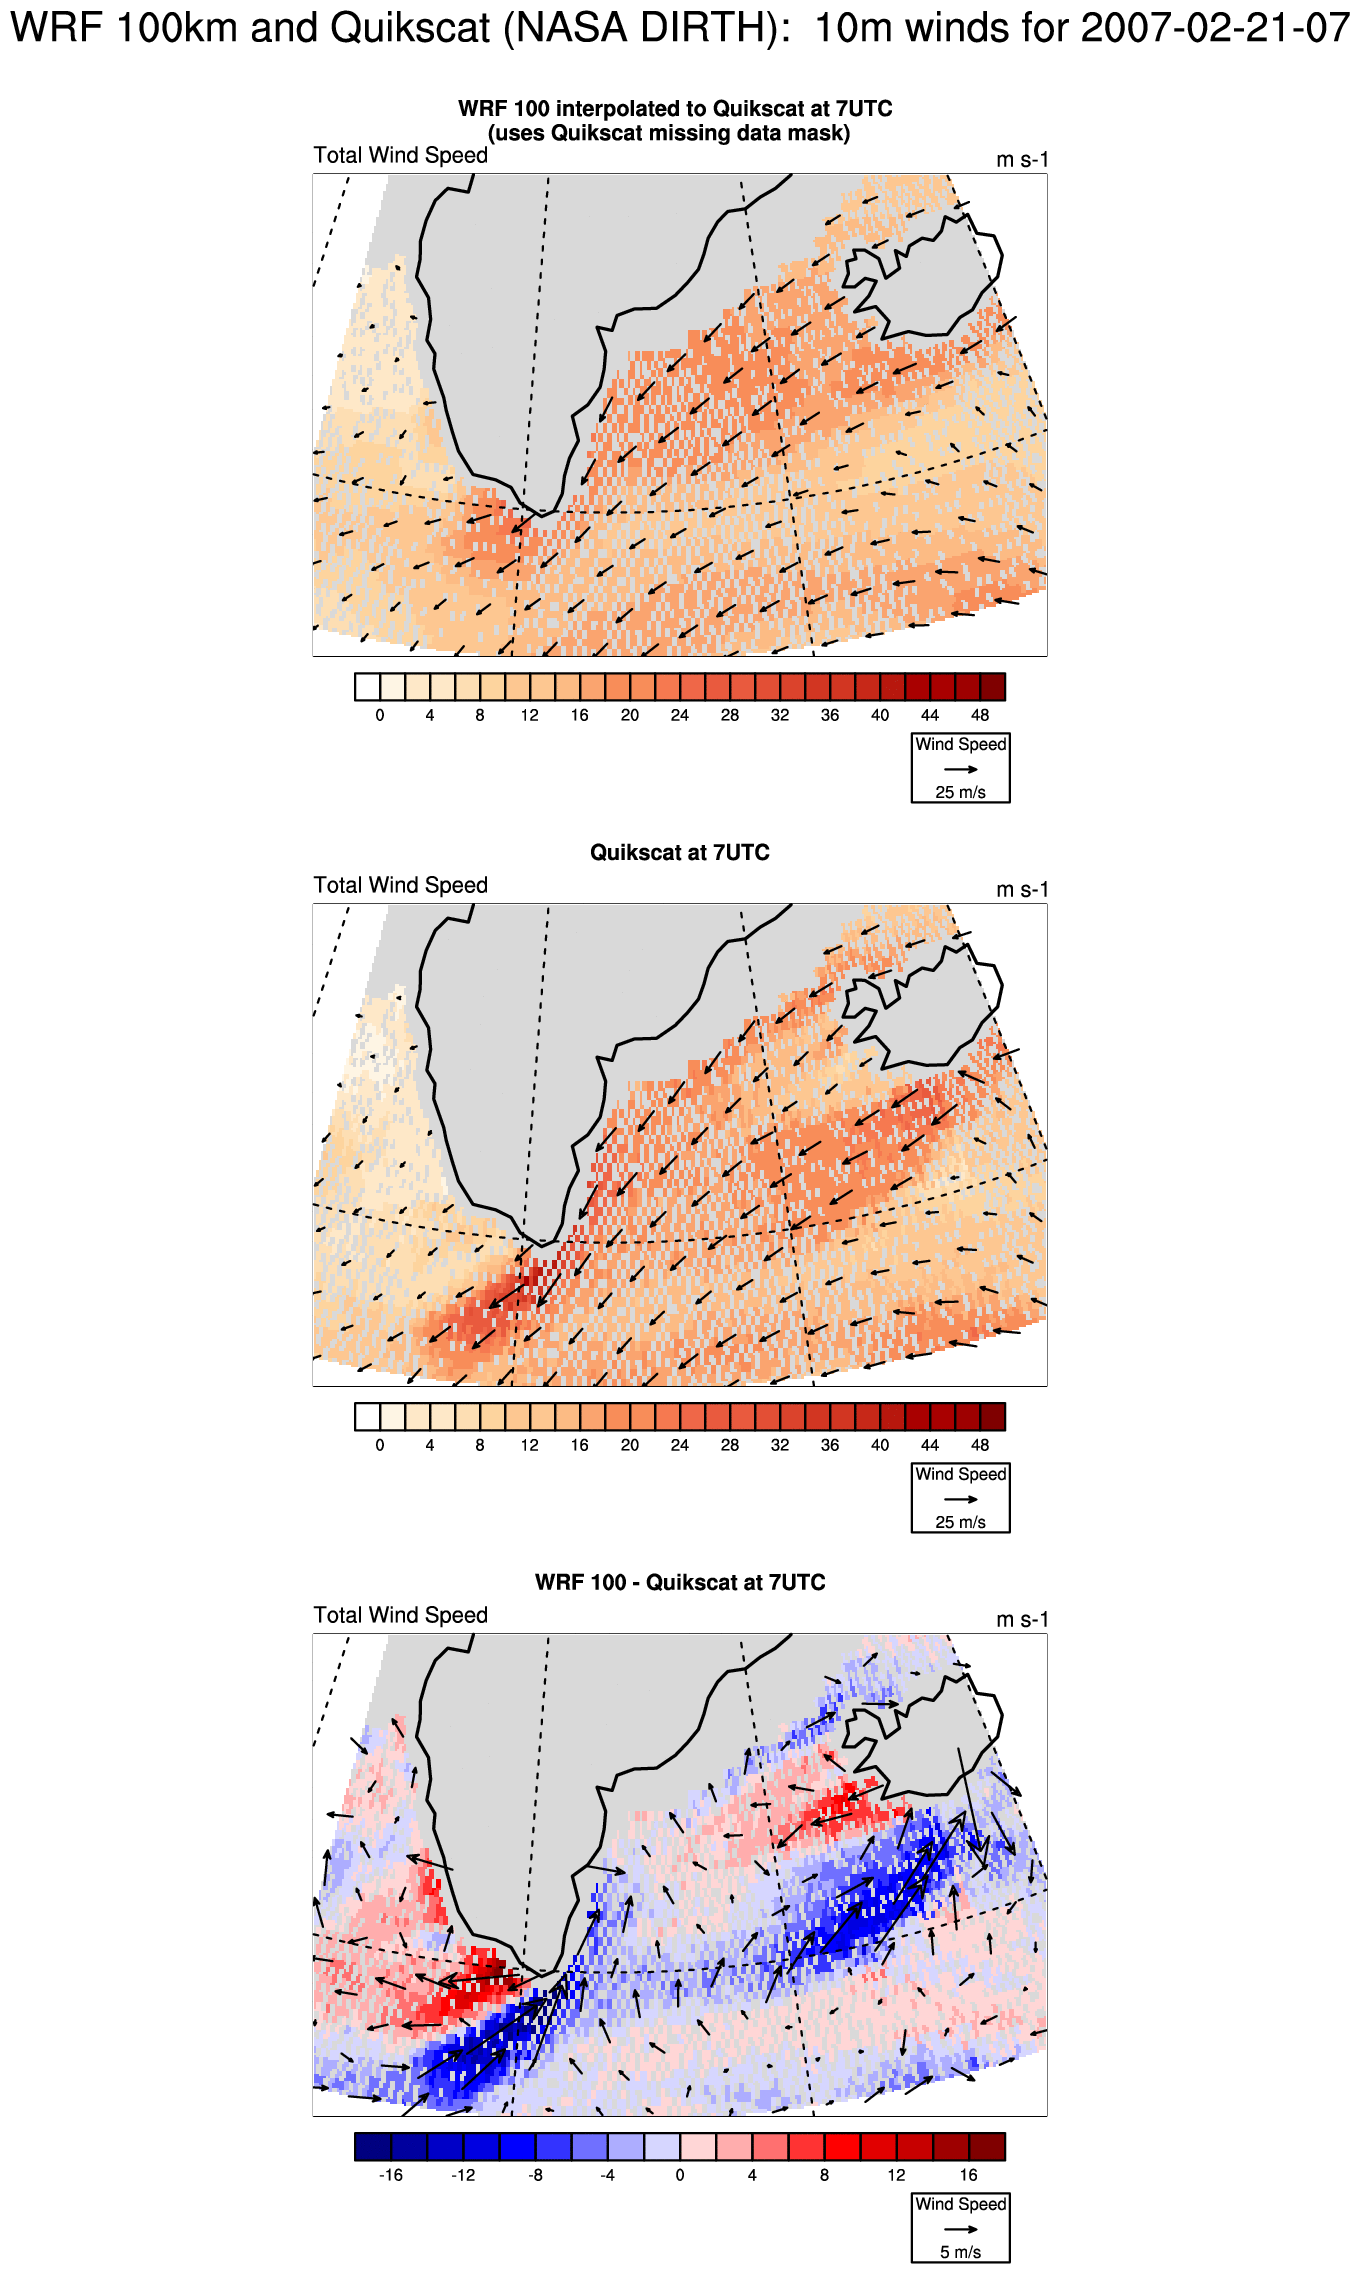 WRF 100km and Quikscat (NASA DIRTH):  10m winds for 2007-02-21-07
WRF 100 interpolated to Quikscat at 7UTC
(uses Quikscat missing data mask)
Total Wind Speed
m s-1
0 4 8 12 16 20 24 28 32 36 40 44 48
Wind Speed
25 m/s
Quikscat at 7UTC
Total Wind Speed
m s-1
0 4 8 12 16 20 24 28 32 36 40 44 48
Wind Speed
25 m/s
WRF 100 - Quikscat at 7UTC
Total Wind Speed
m s-1
-16 -12 -8 -4 0 4 8 12 16
Wind Speed
5 m/s